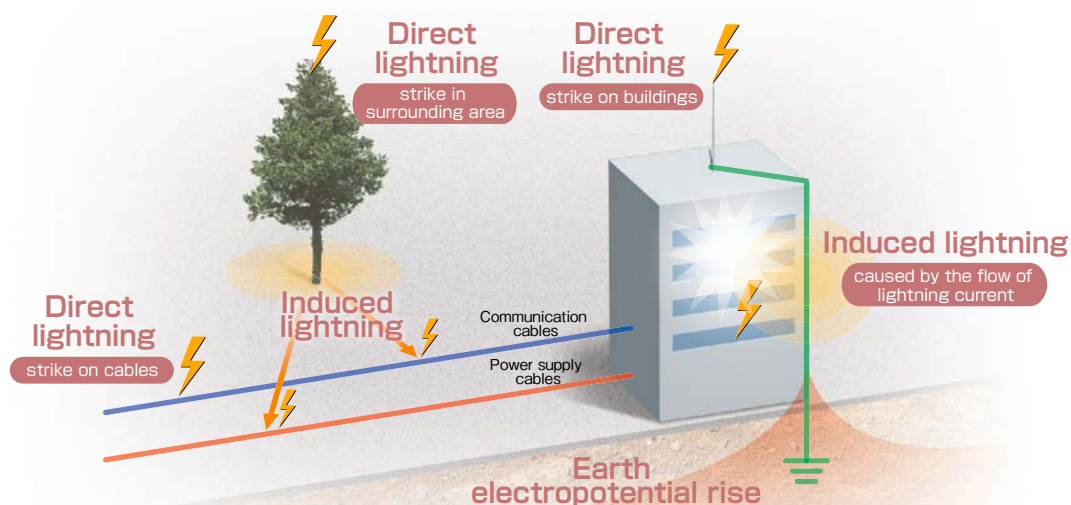 Direct
lightning
strike in
surrounding area
Direct
lightning
strike on buildings
Induced lightning
caused by the flow of
lightning current
Direct
lightning
strike on cables
Induced
lightning
Communication
cables
Power supply
cables
Earth
electropotential rise